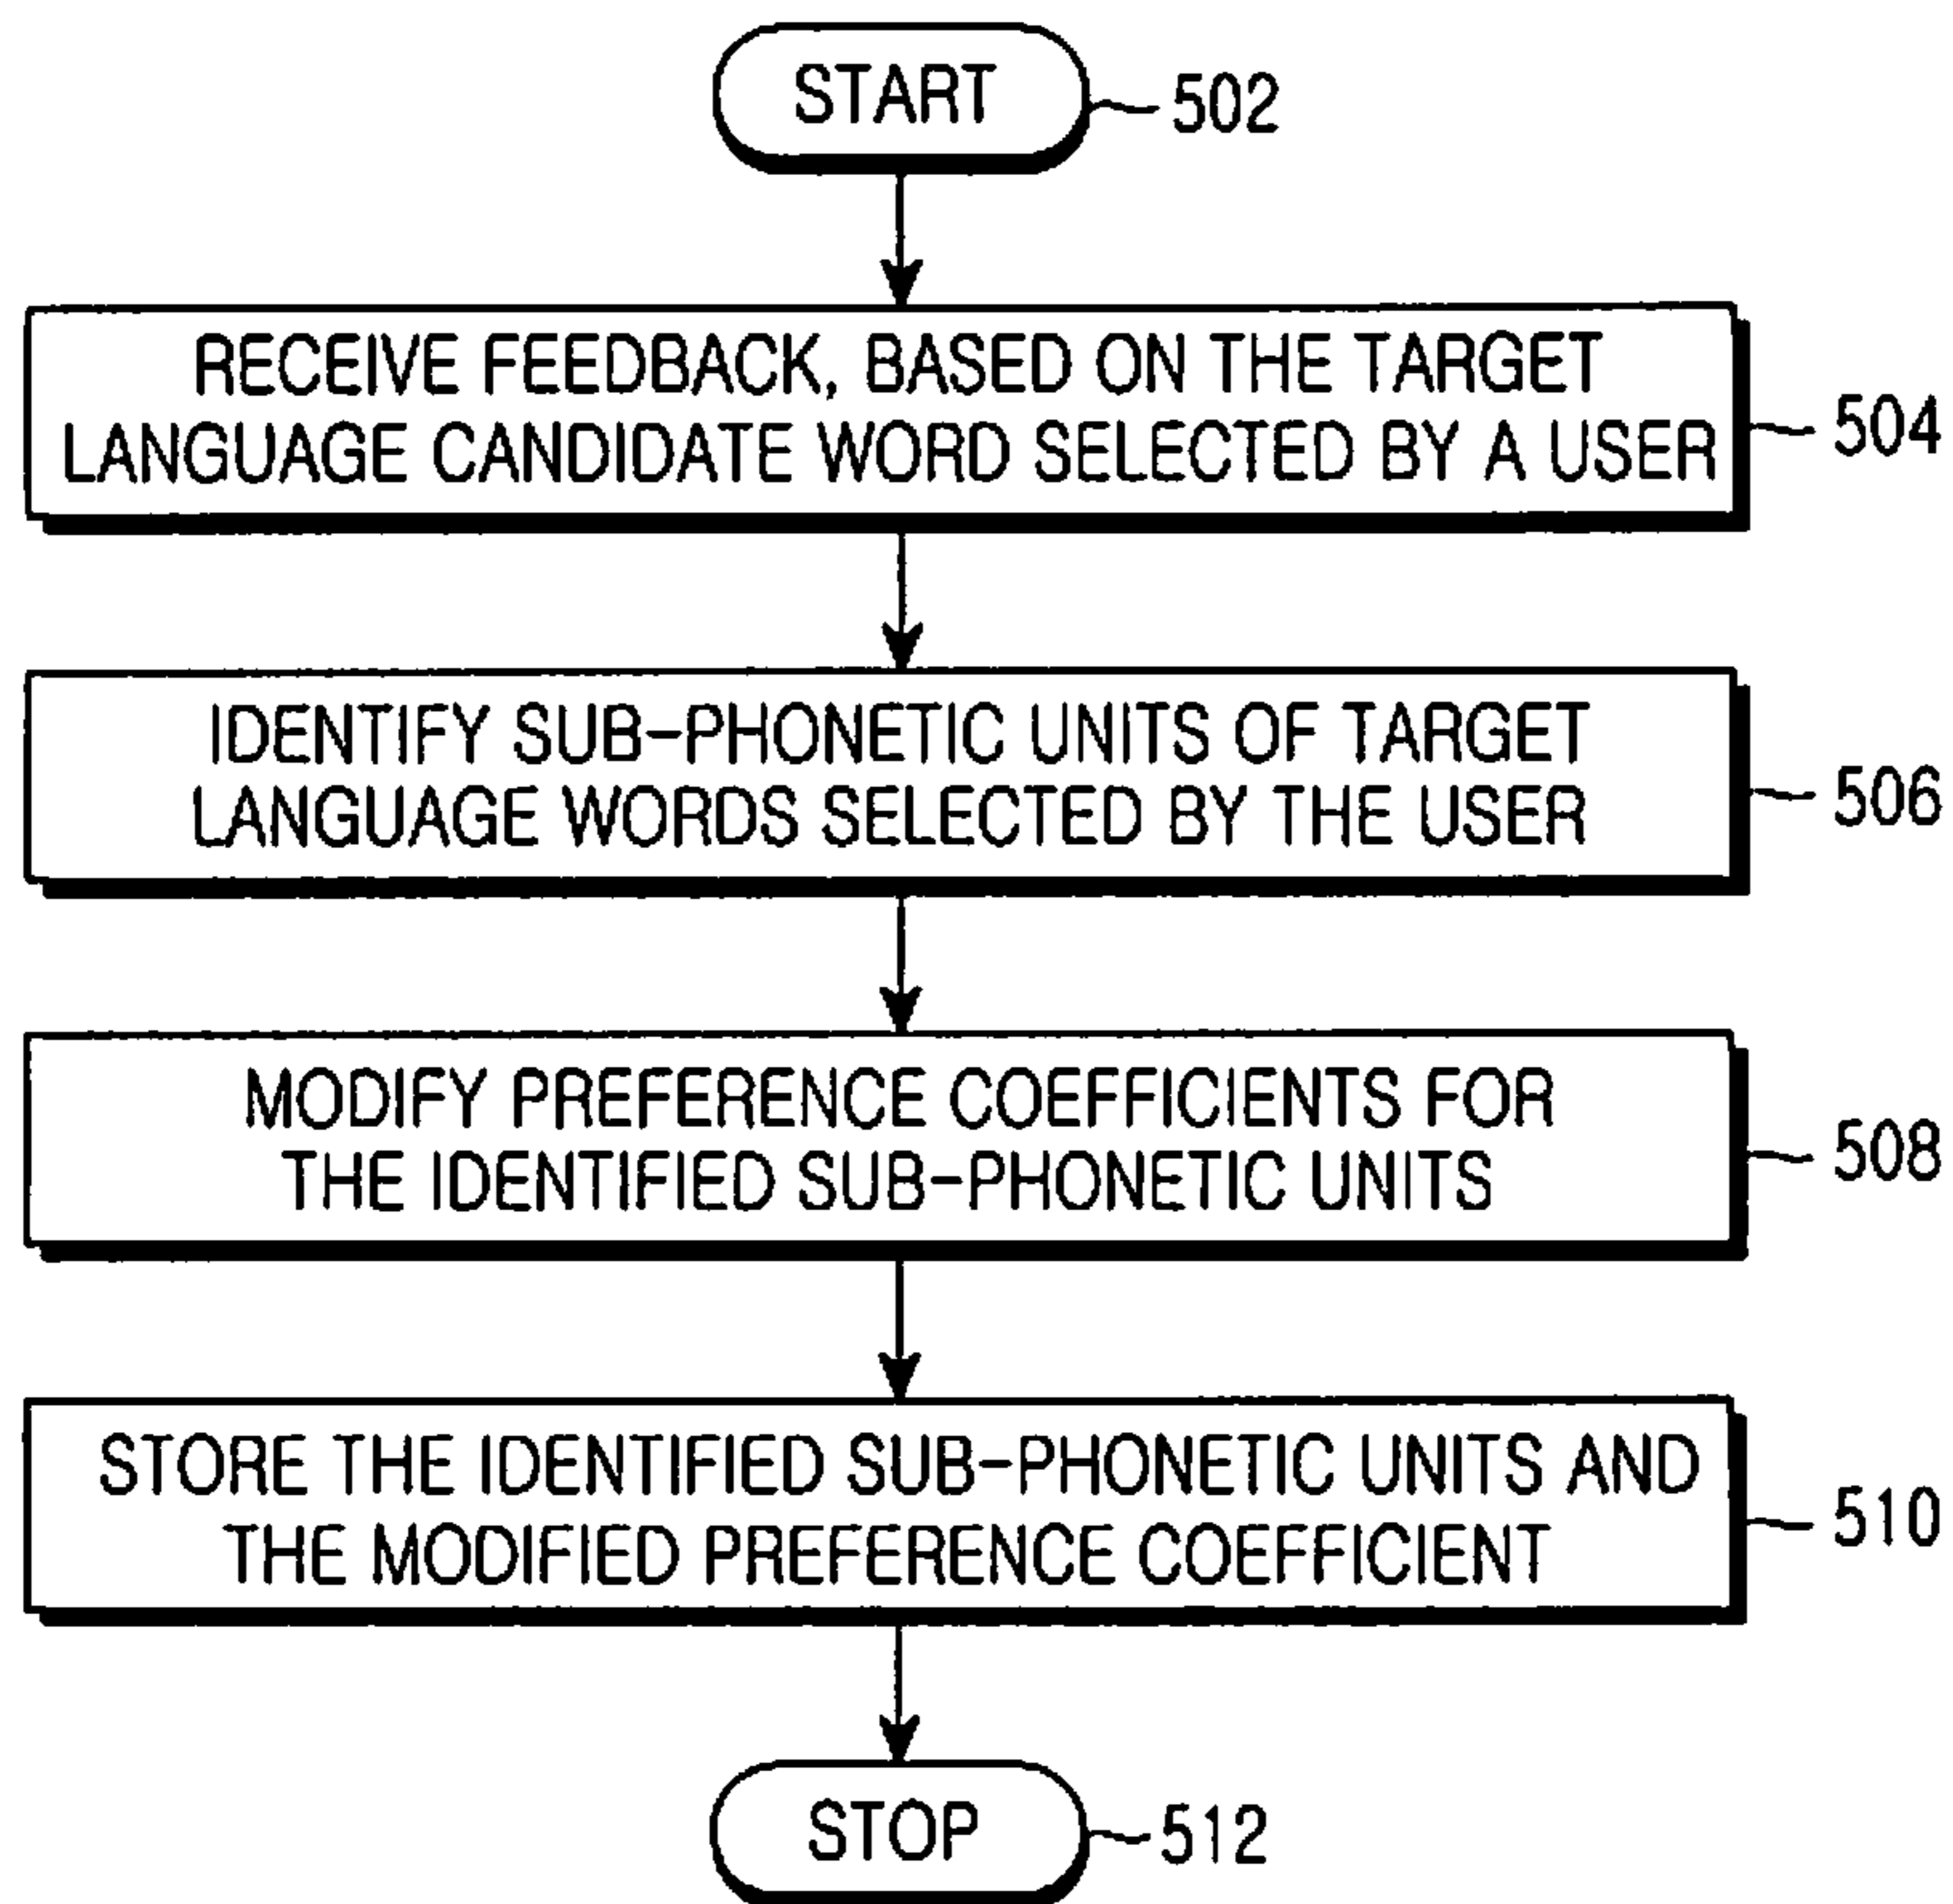 START
502
RECEIVE FEEDBACK, BASED ON THE TARGET
LANGUAGE CANDIDATE WORD SELECTED BY A USER
504
IDENTIFY SUB-PHONETIC UNITS OF TARGET
LANGUAGE WORDS SELECTED BY THE USER
506
MODIFY PREFERENCE COEFFICIENTS FOR
THE IDENTIFIED SUB-PHONETIC UNITS
508
STORE THE IDENTIFIED SUB-PHONETIC UNITS AND
THE MODIFIED PREFERENCE COEFFICIENT
510
STOP
512